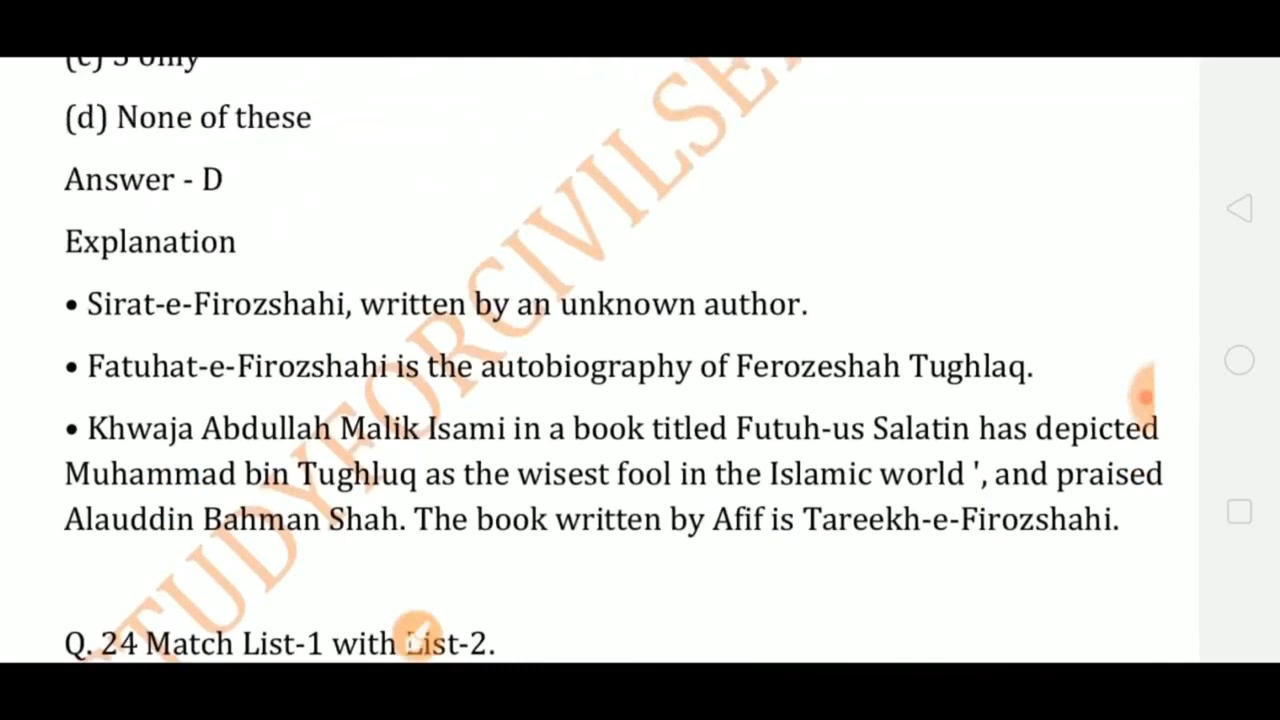 (c) 3 only
(d) None of these
Answer - D
Explanation
• Sirat-e-Firozshahi, written by an unknown author.
• Fatuhat-e-Firozshahi is the autobiography of Ferozeshah Tughlaq.
• Khwaja Abdullah Malik Isami in a book titled Futuh-us Salatin has depicted
Muhammad bin Tughluq as the wisest fool in the Islamic world ', and praised
Alauddin Bahman Shah. The book written by Afif is Tareekh-e-Firozshahi.
Q. 24 Match List-1 with List-2.
STUDYFORCIVILSE